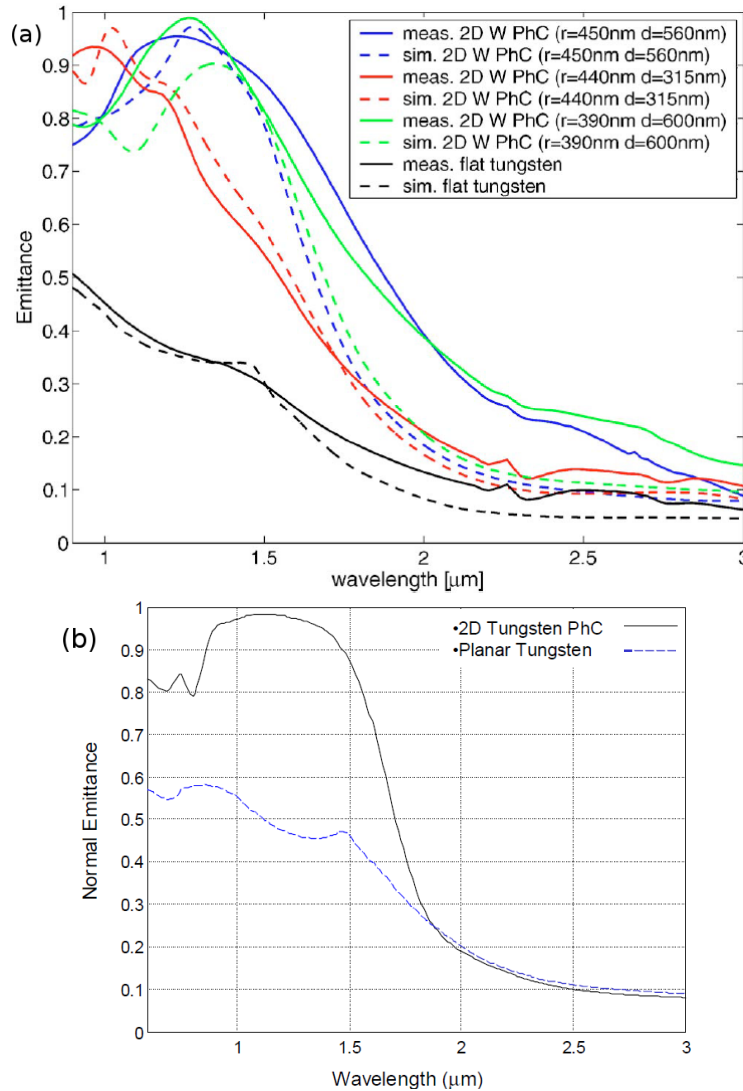 (a)
meas. 2D W PhC (r=450nm d=560nm)
sim. 2D W PhC (r=450nm d=560nm)
meas. 2D W PhC (r=440nm d=315nm)
sim. 2D W PhC (r=440nm d=315nm)
meas. 2D W PhC (r=390nm d=600nm)
sim. 2D W PhC (r=390nm d=600nm)
meas. flat tungsten
sim. flat tungsten
1
0.9
0.8
0.7
0.6
0.5
0.4
0.3
0.2
0.1
0
Emittance
1 1.5 2 2.5 3
wavelength [μm]
(b)
•2D Tungsten PhC
•Planar Tungsten
1
0.9
0.8
0.7
0.6
0.5
0.4
0.3
0.2
0.1
0
Normal Emittance
1 1.5 2 2.5 3
Wavelength (μm)